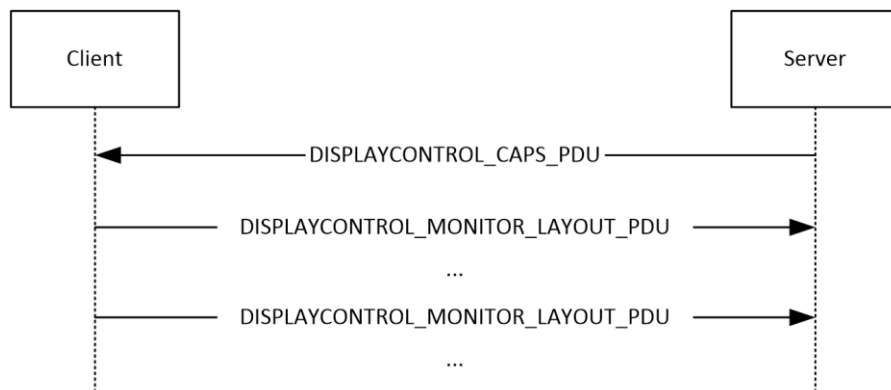 Client
Server
DISPLAYCONTROL_CAPS_PDU
DISPLAYCONTROL_MONITOR_LAYOUT_PDU
...
DISPLAYCONTROL_MONITOR_LAYOUT_PDU
...